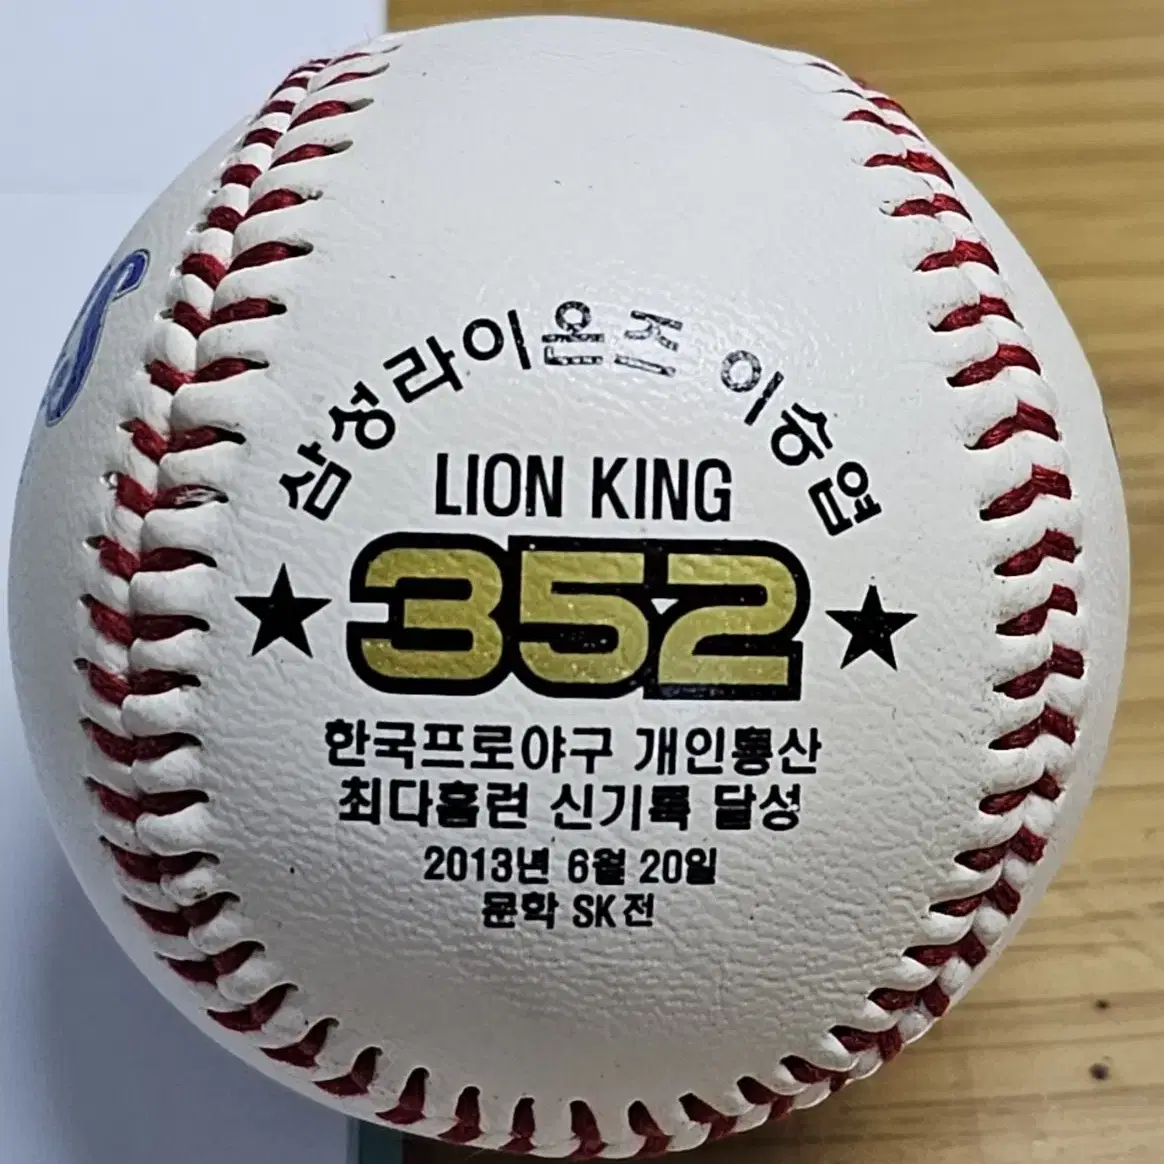 삼성라이온즈 이승엽
LION KING
352
한국프로야구 개인통산
최다홈런 신기록 달성
2013년 6월 20일
문학 SK전